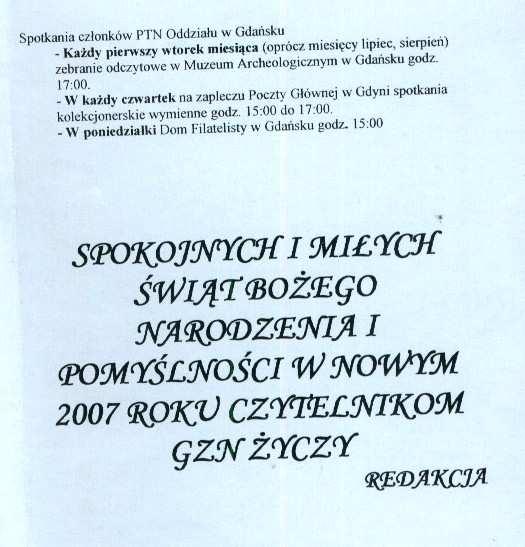 Spotkania członków PTN Oddziału w Gdańsku
- Każdy pierwszy wtorek miesiąca (oprócz miesięcy lipiec, sierpień)
zebranie odczytowe w Muzeum Archeologicznym w Gdańsku godz.
17:00.
- W każdy czwartek na zapleczu Poczty Głównej w Gdyni spotkania
kolekcjonerskie wymienne godz. 15:00 do 17:00.
- W poniedziałki Dom Filatelisty w Gdańsku godz. 15:00
SPOKOJNYCH I MIŁYCH
ŚWIĄT BOŻEGO
NARODZENIA I
POMYŚLNOŚCI W NOWYM
2007 ROKU CZYTELNIKOM
GZN ŻYCZY
REDAKCJA